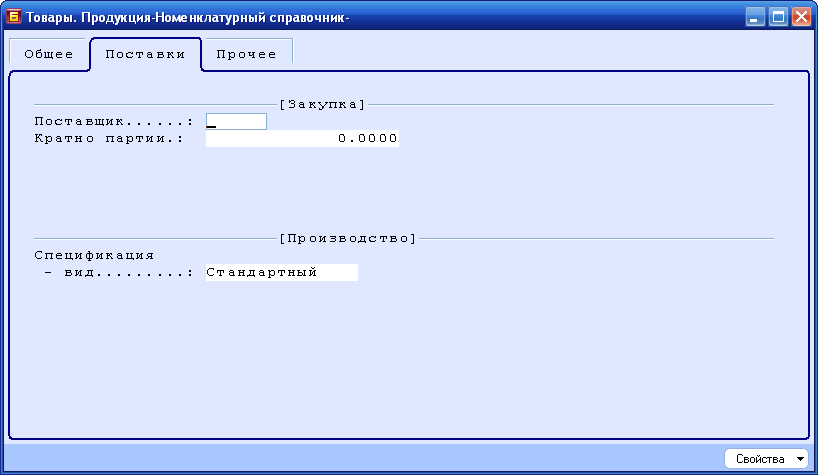 Товары. Продукция-Номенклатурный справочник-
Общее Поставки Прочее
[Закупка]
Поставщик......:
Кратно партии.: 0.0000
[Производство]
Спецификация
- вид.........: Стандартный
Свойства